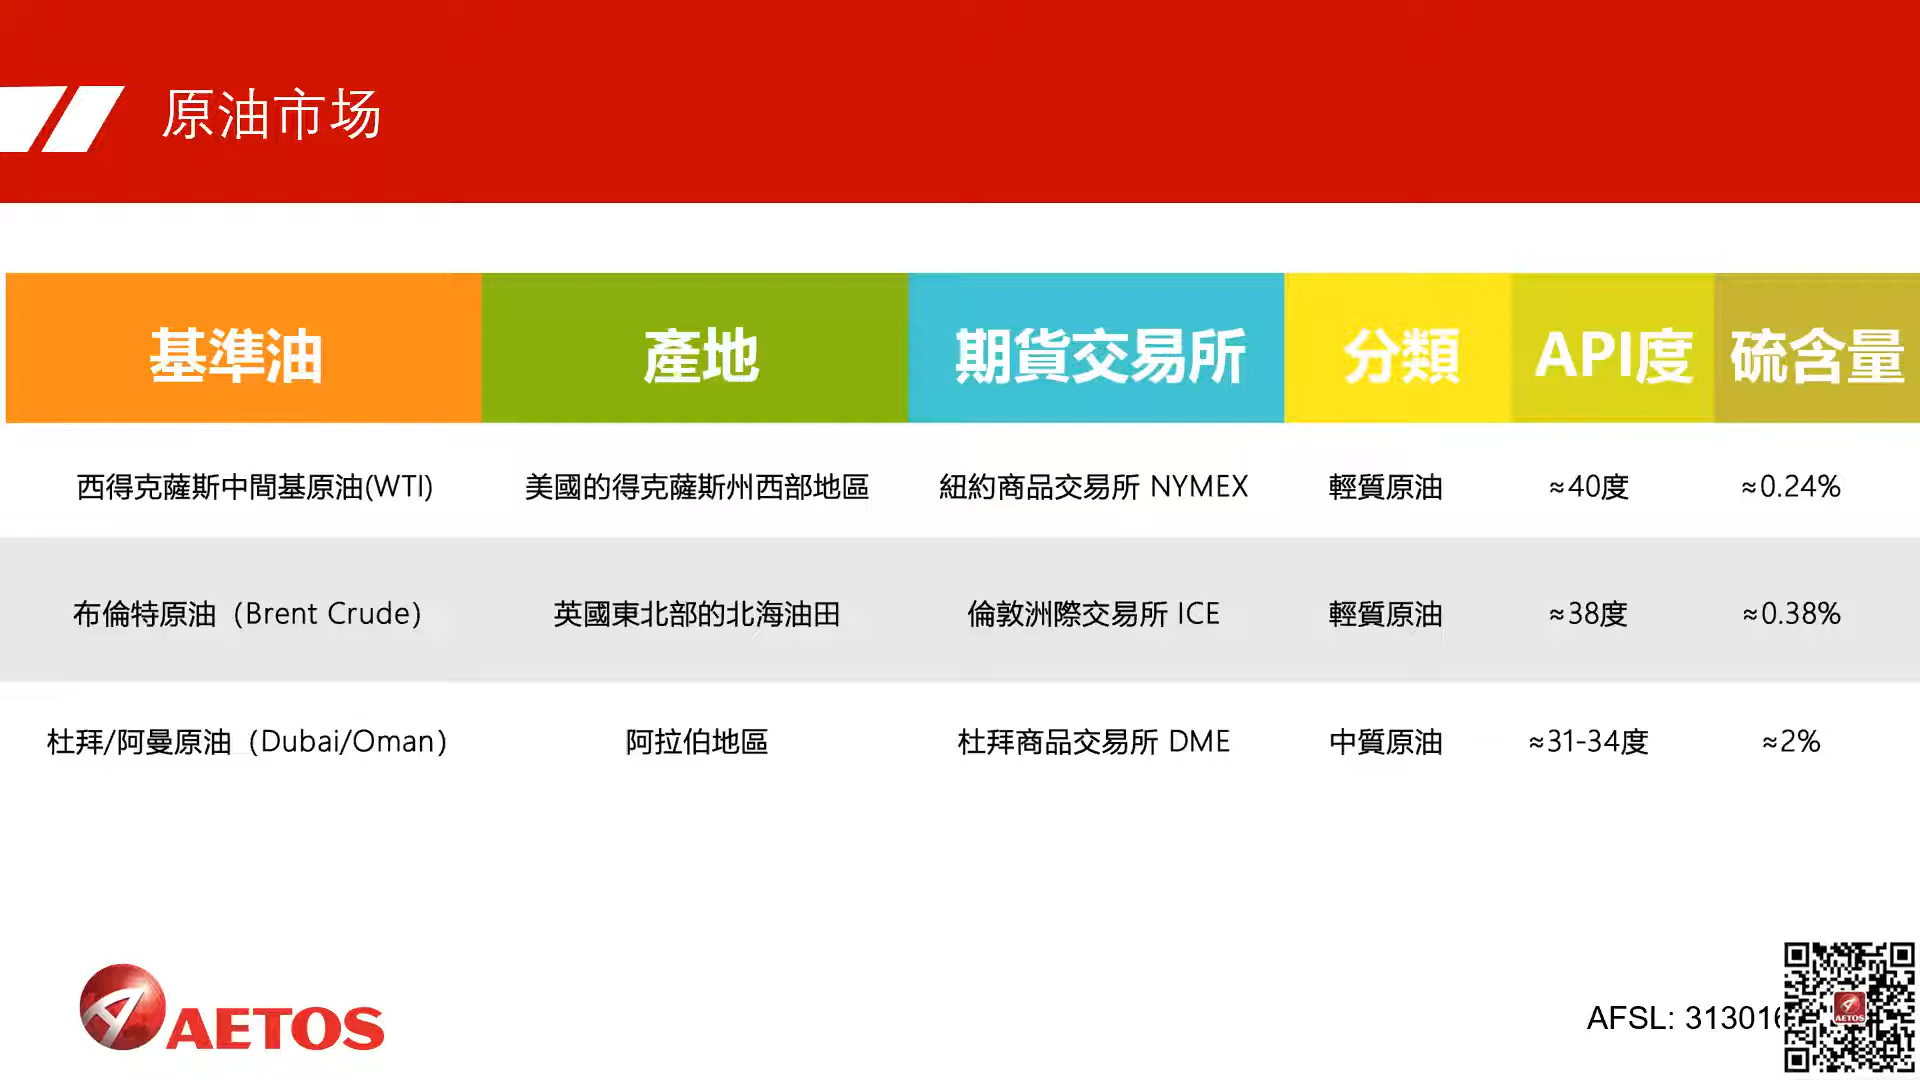 原油市场
基準油 產地 期貨交易所 分類 API度 硫含量
西得克薩斯中間基原油(WTI) 美國的得克薩斯州西部地區 紐約商品交易所 NYMEX 輕質原油 ≈40度 ≈0.24%
布倫特原油（Brent Crude） 英國東北部的北海油田 倫敦洲際交易所 ICE 輕質原油 ≈38度 ≈0.38%
杜拜/阿曼原油（Dubai/Oman） 阿拉伯地區 杜拜商品交易所 DME 中質原油 ≈31-34度 ≈2%
AETOS
AFSL: 313016
AETOS